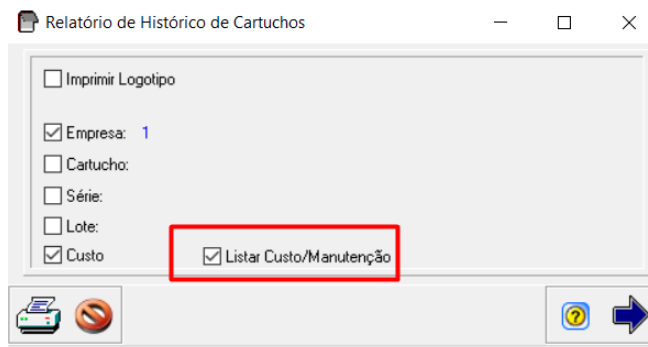 Relatório de Histórico de Cartuchos
Imprimir Logotipo
Empresa: 1
Cartucho:
Série:
Lote:
Custo Listar Custo/Manutenção